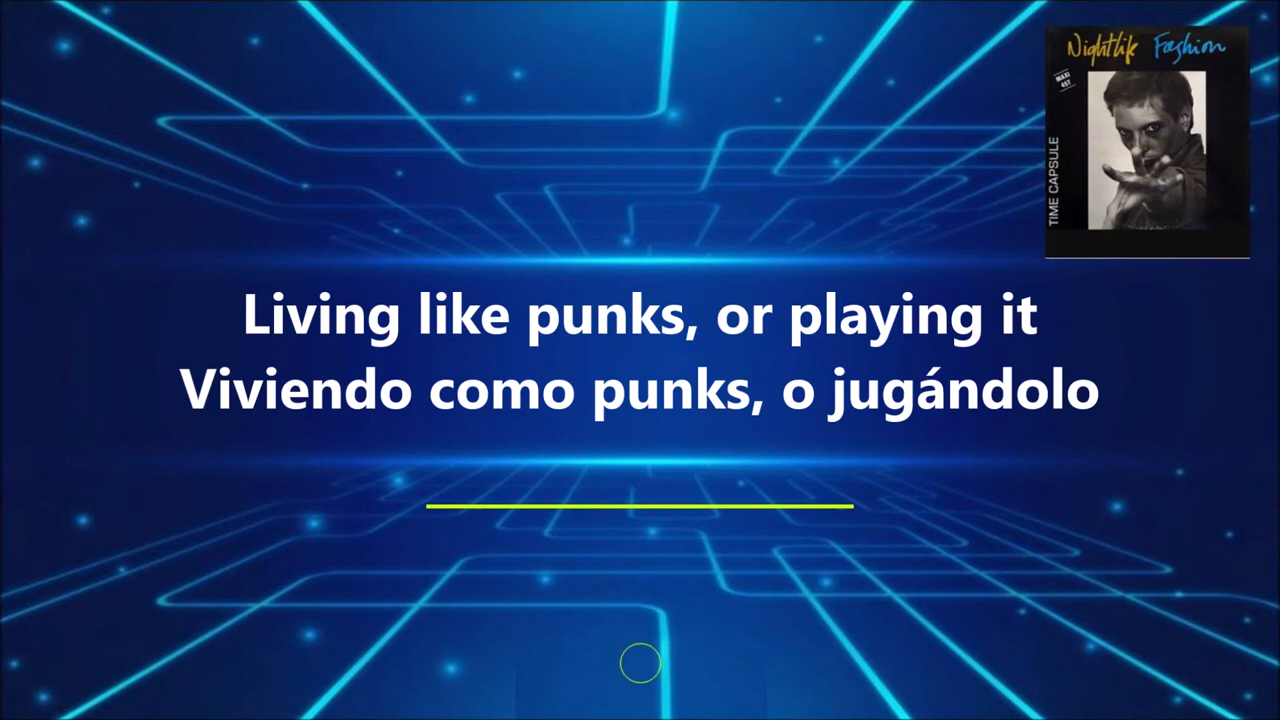 Nightlife Fashion
MAXI
45T
TIME CAPSULE
Living like punks, or playing it
Viviendo como punks, o jugándolo